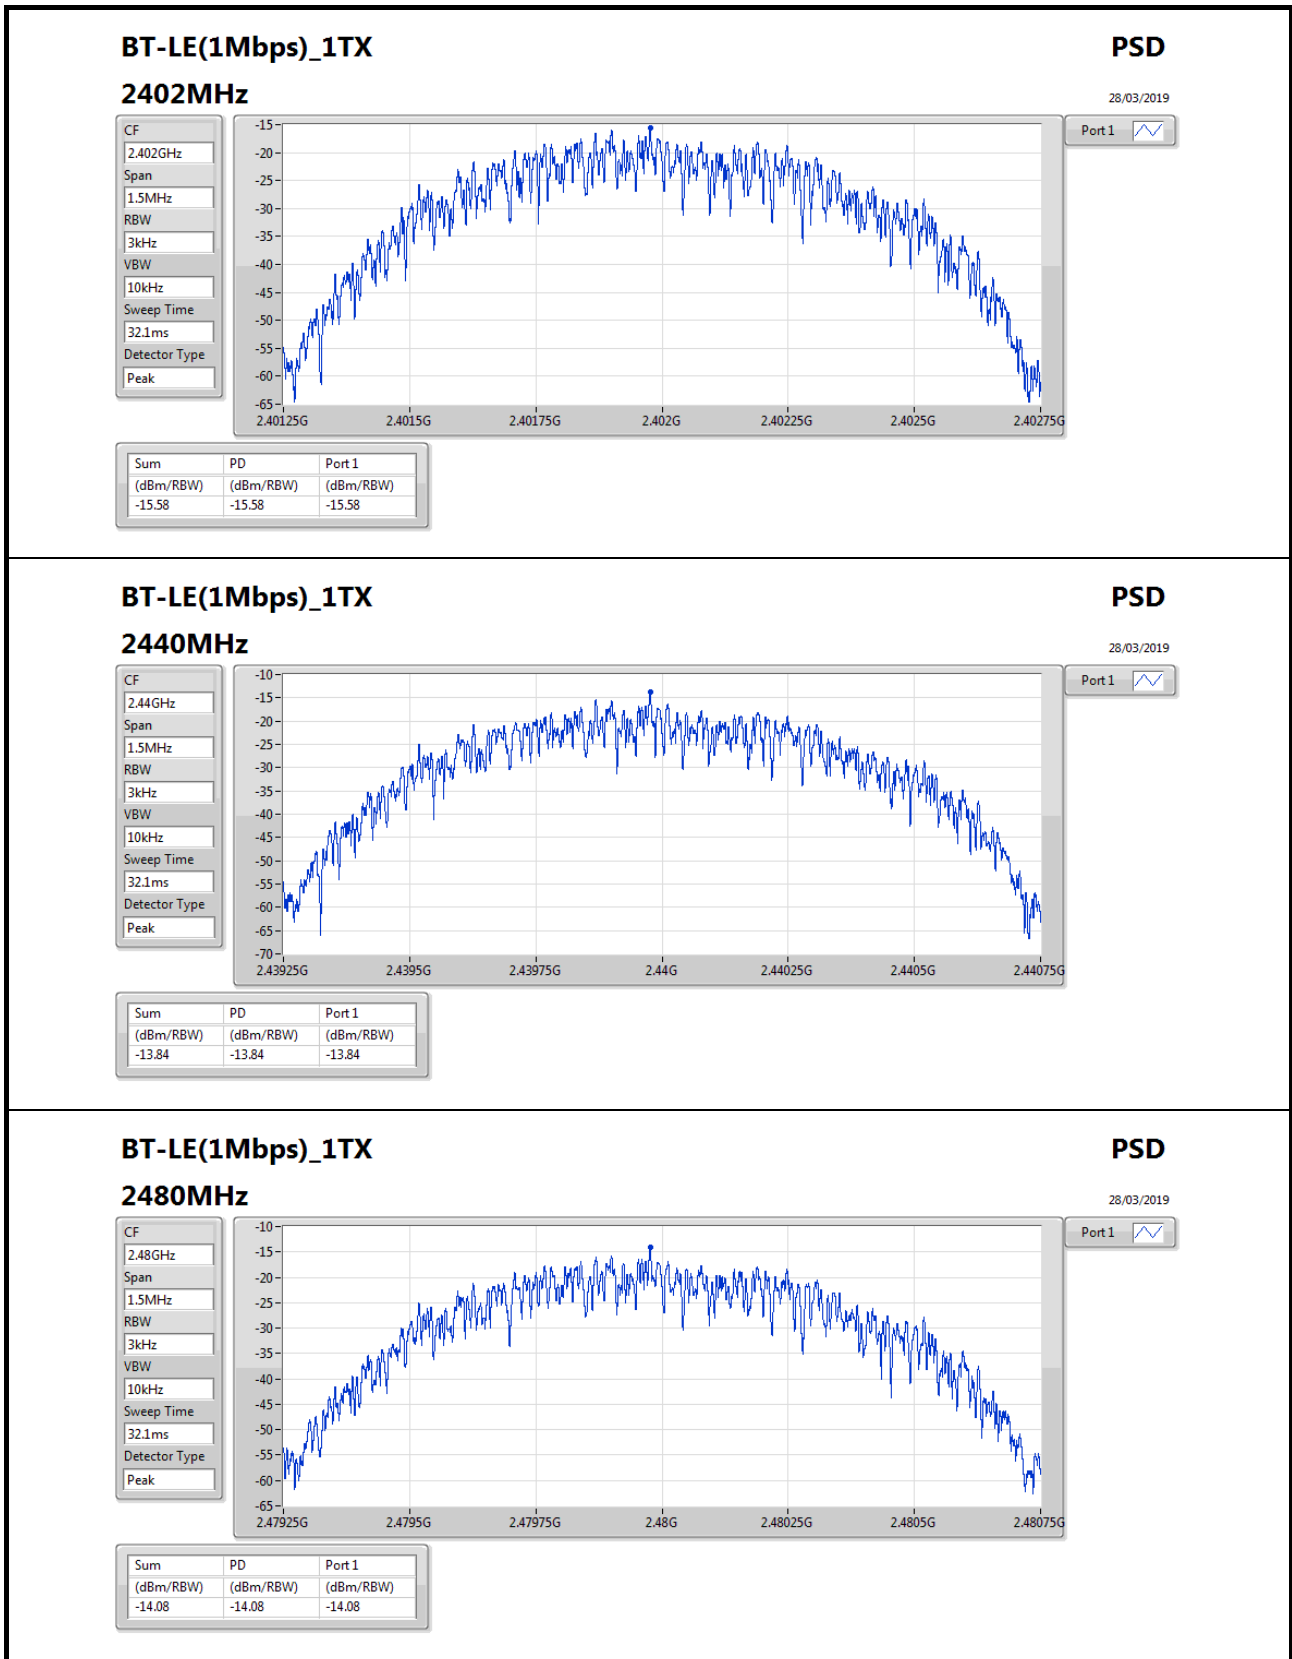 BT-LE(1Mbps)_1TX PSD
2402MHz 28/03/2019
CF
2.402GHz
Span
1.5MHz
RBW
3kHz
VBW
10kHz
Sweep Time
32.1ms
Detector Type
Peak
-15
-20
-25
-30
-35
-40
-45
-50
-55
-60
-65
2.40125G 2.4015G 2.40175G 2.402G 2.40225G 2.4025G 2.40275G
Port 1
Sum PD Port 1
(dBm/RBW) (dBm/RBW) (dBm/RBW)
-15.58 -15.58 -15.58
BT-LE(1Mbps)_1TX PSD
2440MHz 28/03/2019
CF
2.44GHz
Span
1.5MHz
RBW
3kHz
VBW
10kHz
Sweep Time
32.1ms
Detector Type
Peak
-10
-15
-20
-25
-30
-35
-40
-45
-50
-55
-60
-65
-70
2.43925G 2.4395G 2.43975G 2.44G 2.44025G 2.4405G 2.44075G
Port 1
Sum PD Port 1
(dBm/RBW) (dBm/RBW) (dBm/RBW)
-13.84 -13.84 -13.84
BT-LE(1Mbps)_1TX PSD
2480MHz 28/03/2019
CF
2.48GHz
Span
1.5MHz
RBW
3kHz
VBW
10kHz
Sweep Time
32.1ms
Detector Type
Peak
-10
-15
-20
-25
-30
-35
-40
-45
-50
-55
-60
-65
2.47925G 2.4795G 2.47975G 2.48G 2.48025G 2.4805G 2.48075G
Port 1
Sum PD Port 1
(dBm/RBW) (dBm/RBW) (dBm/RBW)
-14.08 -14.08 -14.08